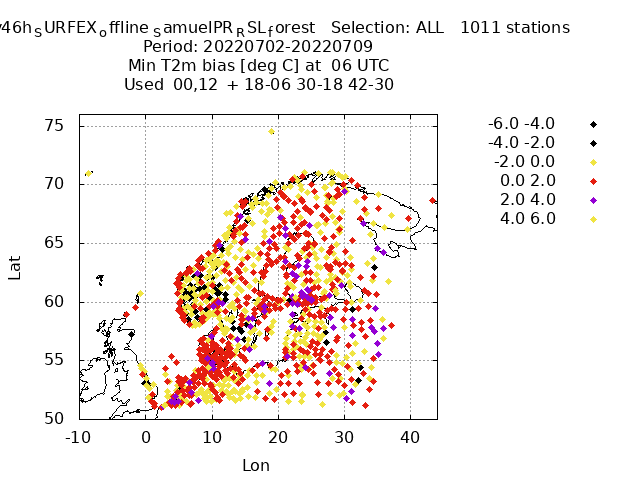 46h_SURFEX_offline_SamuelPR_RSL_forest Selection: ALL 1011 stations
Period: 20220702-20220709
Min T2m bias [deg C] at 06 UTC
Used 00,12 + 18-06 30-18 42-30
-6.0 -4.0
-4.0 -2.0
-2.0 0.0
0.0 2.0
2.0 4.0
4.0 6.0
75
70
65
60
55
50
Lat
-10 0 10 20 30 40
Lon